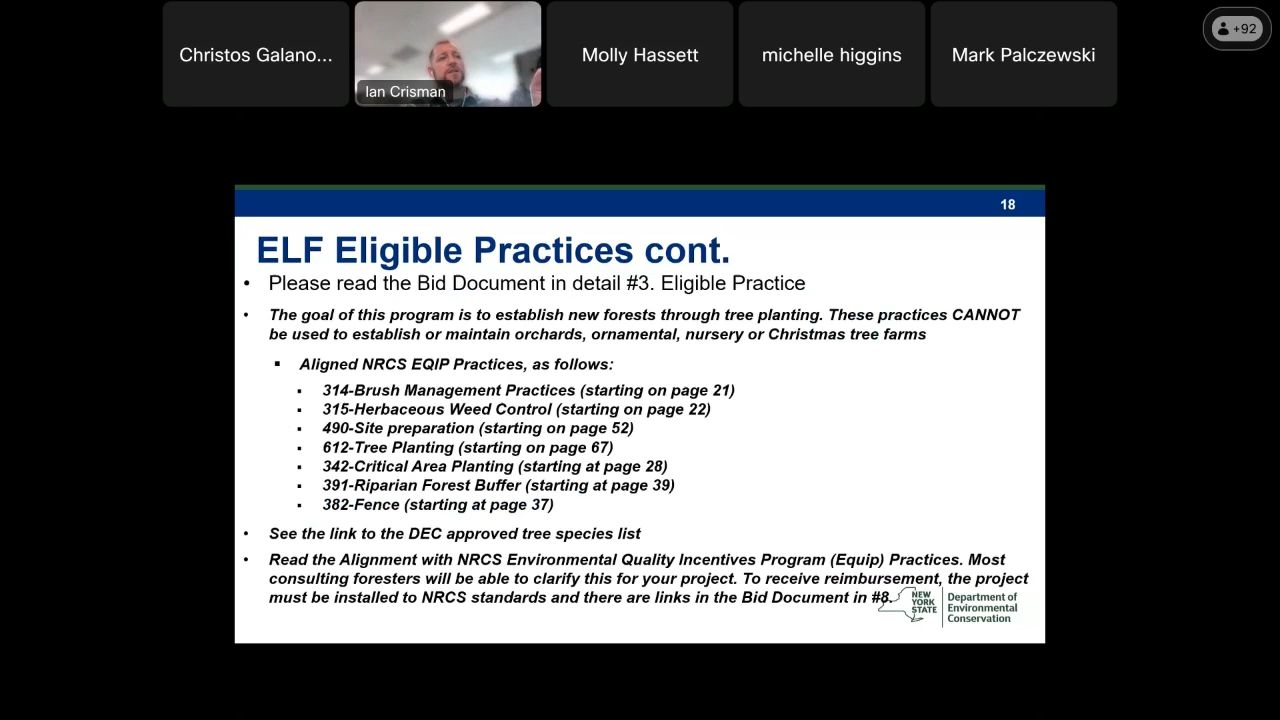 Christos Galano...
Ian Crisman
Molly Hassett
michelle higgins
Mark Palczewski
+92
18
ELF Eligible Practices cont.
• Please read the Bid Document in detail #3. Eligible Practice
• The goal of this program is to establish new forests through tree planting. These practices CANNOT
be used to establish or maintain orchards, ornamental, nursery or Christmas tree farms
▪ Aligned NRCS EQIP Practices, as follows:
▪ 314-Brush Management Practices (starting on page 21)
▪ 315-Herbaceous Weed Control (starting on page 22)
▪ 490-Site preparation (starting on page 52)
▪ 612-Tree Planting (starting on page 67)
▪ 342-Critical Area Planting (starting at page 28)
▪ 391-Riparian Forest Buffer (starting at page 39)
▪ 382-Fence (starting at page 37)
• See the link to the DEC approved tree species list
• Read the Alignment with NRCS Environmental Quality Incentives Program (Equip) Practices. Most
consulting foresters will be able to clarify this for your project. To receive reimbursement, the project
must be installed to NRCS standards and there are links in the Bid Document in #8.
NEW
YORK
STATE
Department of
Environmental
Conservation